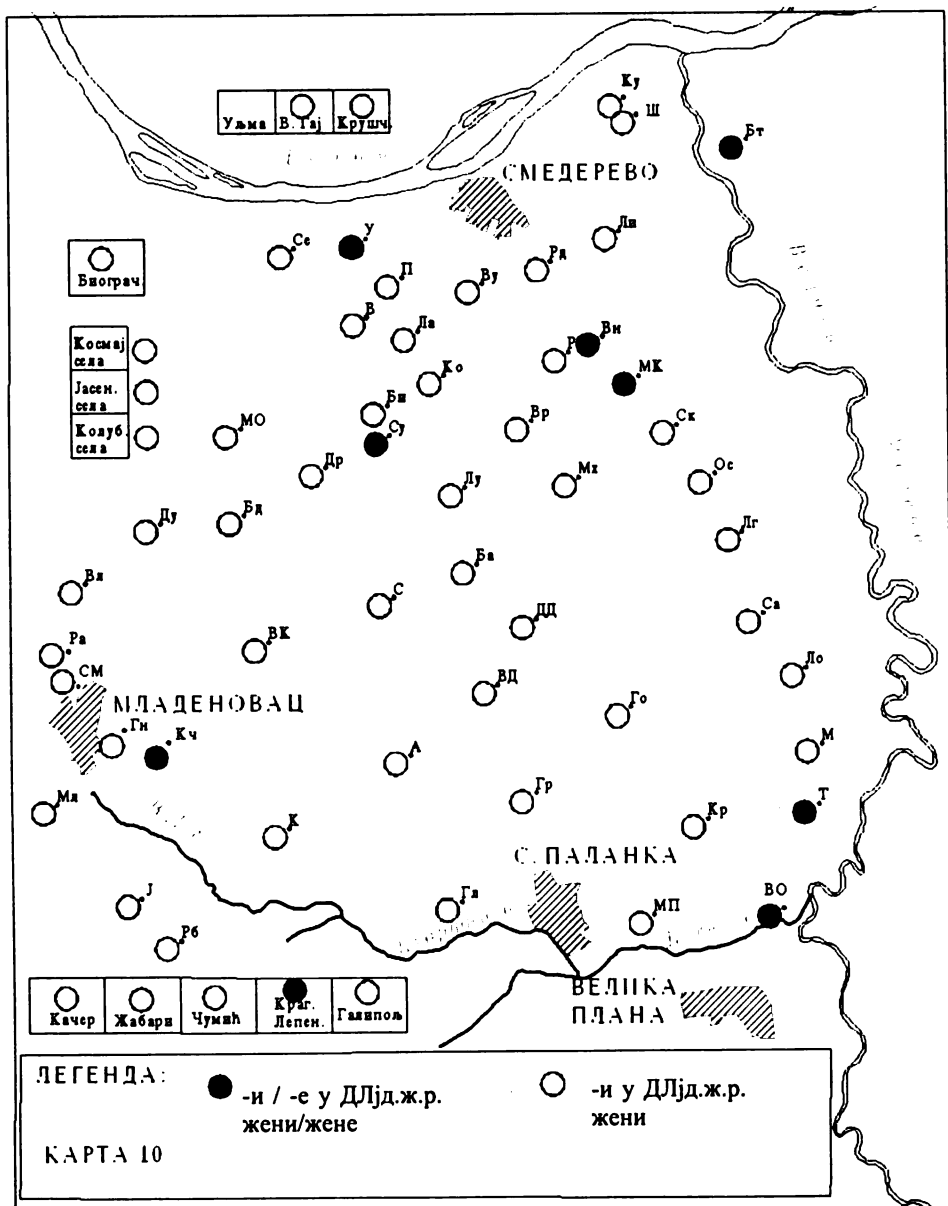 Ку
Ш
Уљма В. Гај Крушч.
Бт
СМЕДЕРЕВО
Се
У
Ли
Рд
П
Ву
Биограч.
В
Ла
Ви
Р
МК
Космај
села
Јасен.
села
Колуб.
села
Ко
Би
Су
МО
Вр
Ск
Др
Лу
Мх
Ос
Ду
Бд
Лг
Ба
Вл
С
ДД
Са
Ра
ВК
СМ
ВД
Ло
МЛАДЕНОВАЦ
Го
Гн
Кч
А
М
Мл
Гр
Т
К
Кр
С. ПАЛАНКА
Ј
Гл
МП
ВО
Рб
ВЕЛИКА
ПЛАНА
Качер Жабари Чумић Краг. Лепен. Галипољ
ЛЕГЕНДА:
-и / -е у ДЛјд.ж.р.
жени/жене
-и у ДЛјд.ж.р.
жени
КАРТА 10